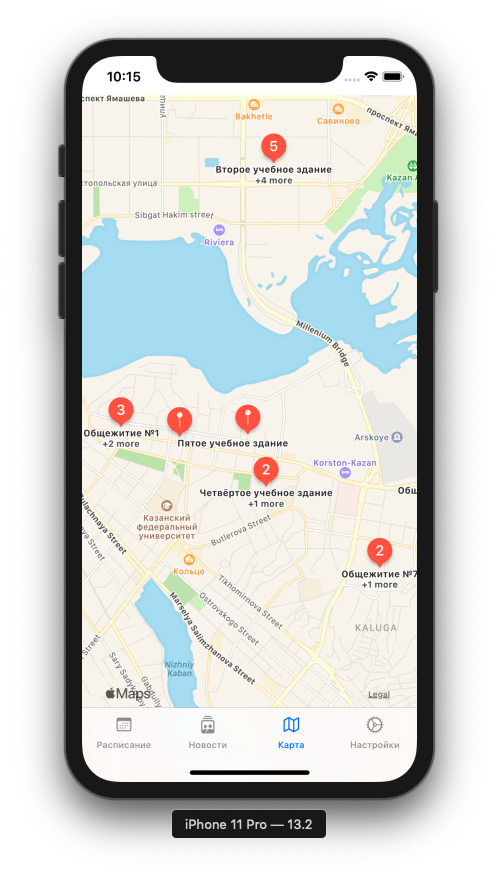 10:15
спект Ямашева
улица
Bakhetle
Савиново
проспект Ям
5
Второе учебное здание
+4 more
Kazan A
стопольская улица
Sibgat Hakim street
Riviera
Millenium Bridge
3
Общежитие №1
+2 more
Пятое учебное здание
Arskoye
2
Четвёртое учебное здание
+1 more
Korston-Kazan
Общ
Казанский
федеральный
университет
Butlerova Street
2
Общежитие №7
+1 more
Кольцо
Tikhomirnova Street
Ostrovskogo Street
Marselya Salimzhanova Street
KALUGA
Nizhniy
Kaban
Maps
Legal
Расписание
Новости
Карта
Настройки
iPhone 11 Pro — 13.2